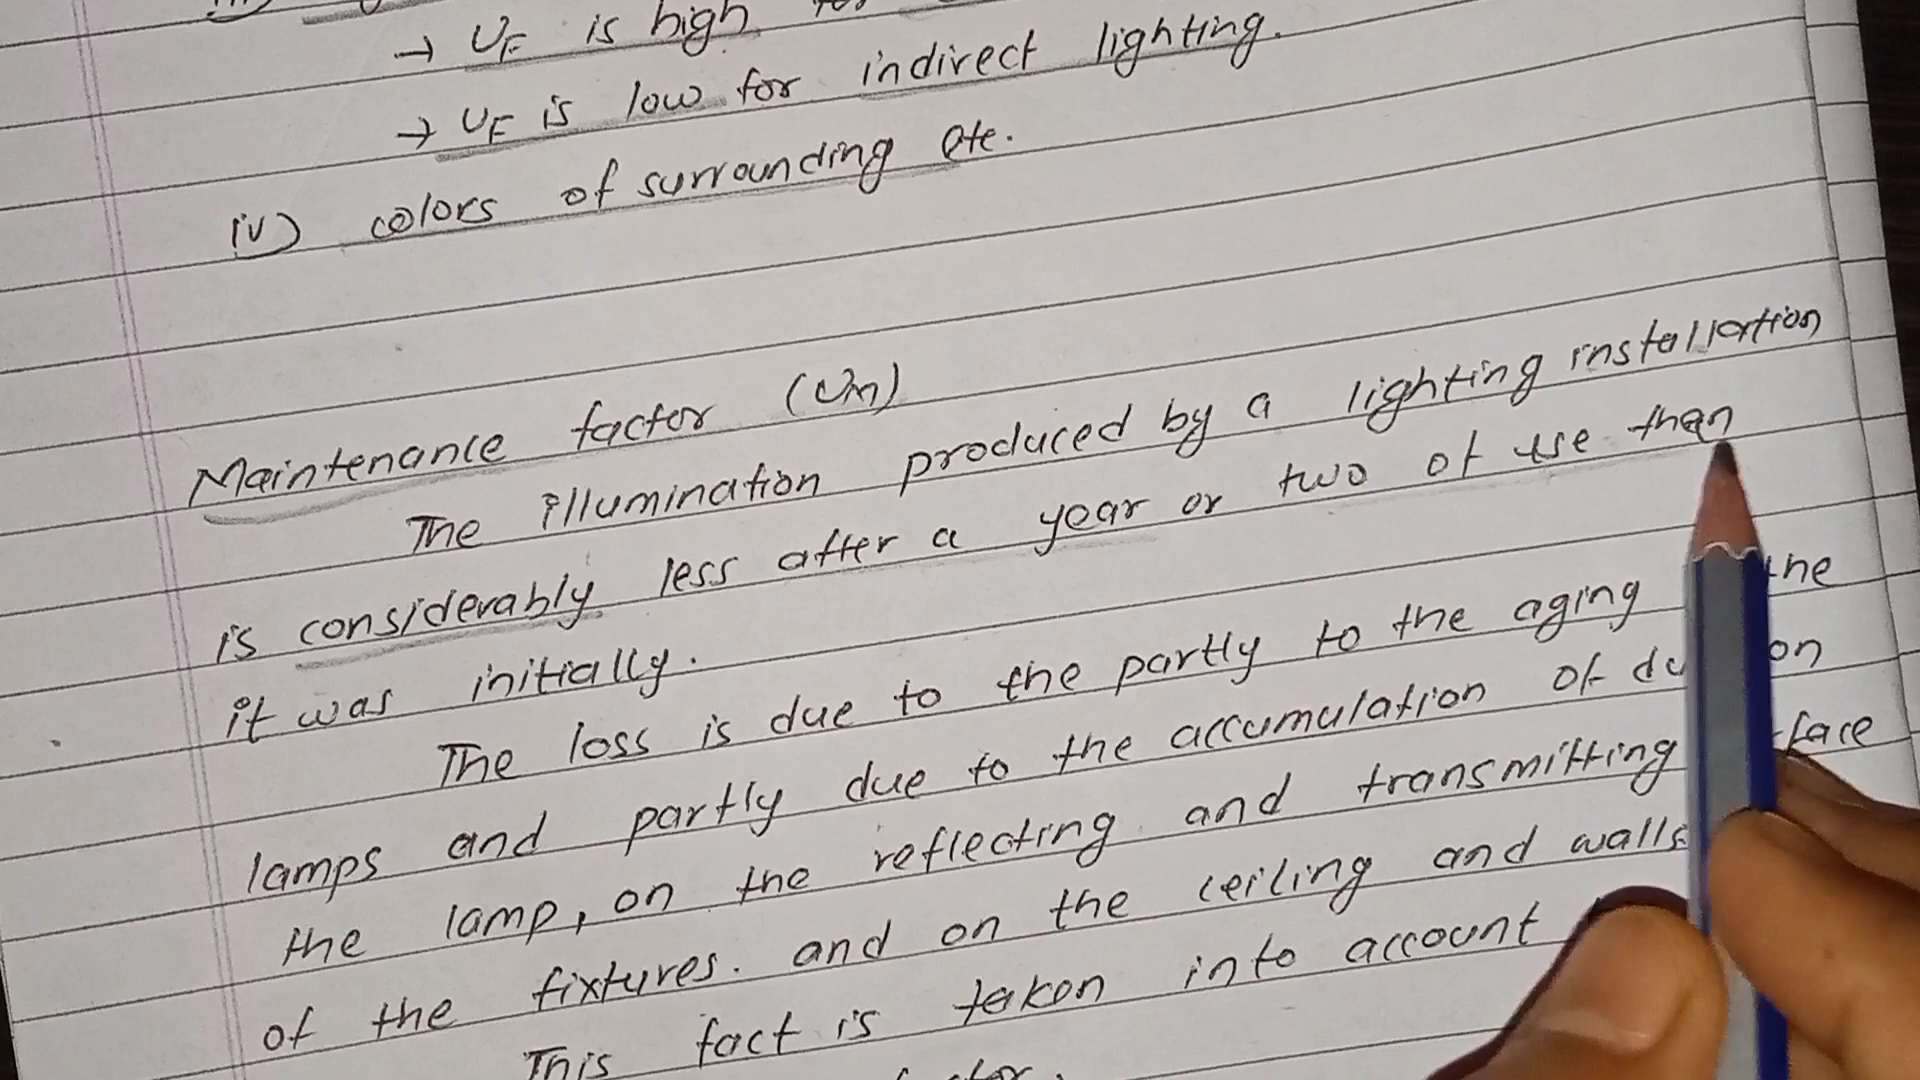 → UF is high for
→ UF is low for indirect lighting.
iv) colors of surrounding etc.
Maintenance factor (Um)
The illumination produced by a lighting installation
is considerably less after a year or two of use than
it was initially.
The loss is due to the partly to the aging the
lamps and partly due to the accumulation of on
the lamp, on the reflecting and transmitting
of the fixtures. and on the ceiling and walls
This fact is taken into account